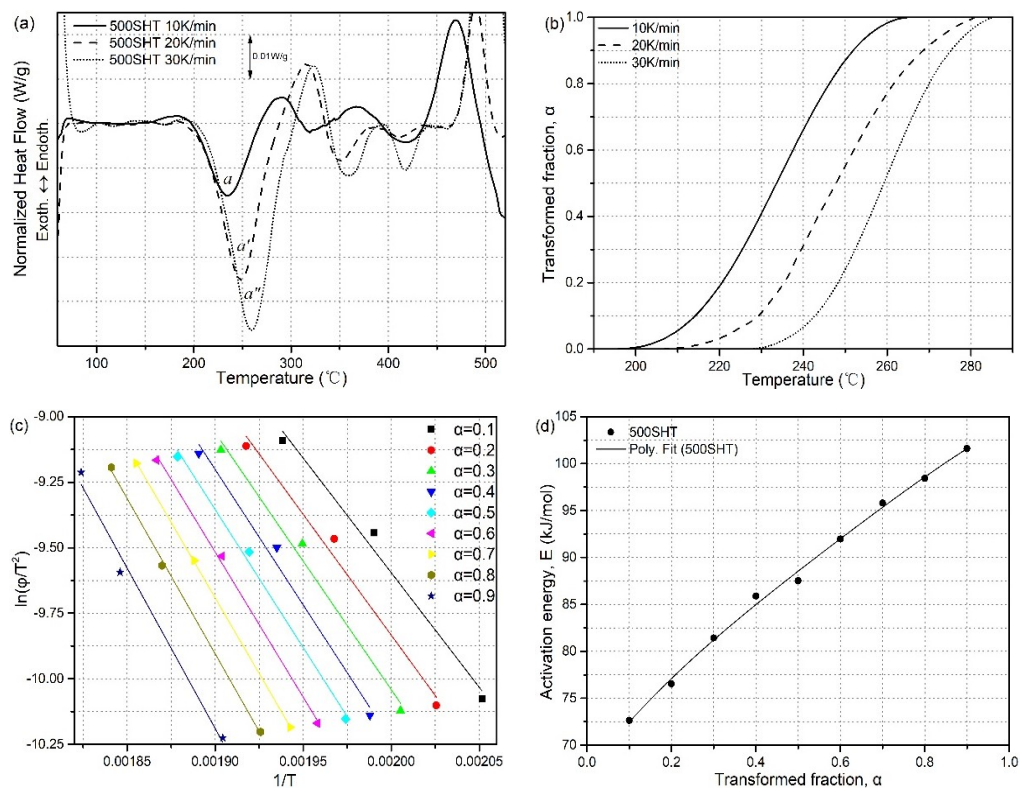 (a)
500SHT 10K/min
500SHT 20K/min
500SHT 30K/min
0.01W/g
Normalized Heat Flow (W/g)
Exoth. ↔ Endoth.
a
a'
a"
100 200 300 400 500
Temperature (℃)
(b)
10K/min
20K/min
30K/min
Transformed fraction, α
1.0
0.8
0.6
0.4
0.2
0.0
200 220 240 260 280
Temperature (℃)
(c)
α=0.1
α=0.2
α=0.3
α=0.4
α=0.5
α=0.6
α=0.7
α=0.8
α=0.9
ln(φ/T²)
-9.00
-9.25
-9.50
-9.75
-10.00
-10.25
0.00185 0.00190 0.00195 0.00200 0.00205
1/T
(d)
500SHT
Poly. Fit (500SHT)
Activation energy, E (kJ/mol)
105
100
95
90
85
80
75
70
0.0 0.2 0.4 0.6 0.8 1.0
Transformed fraction, α